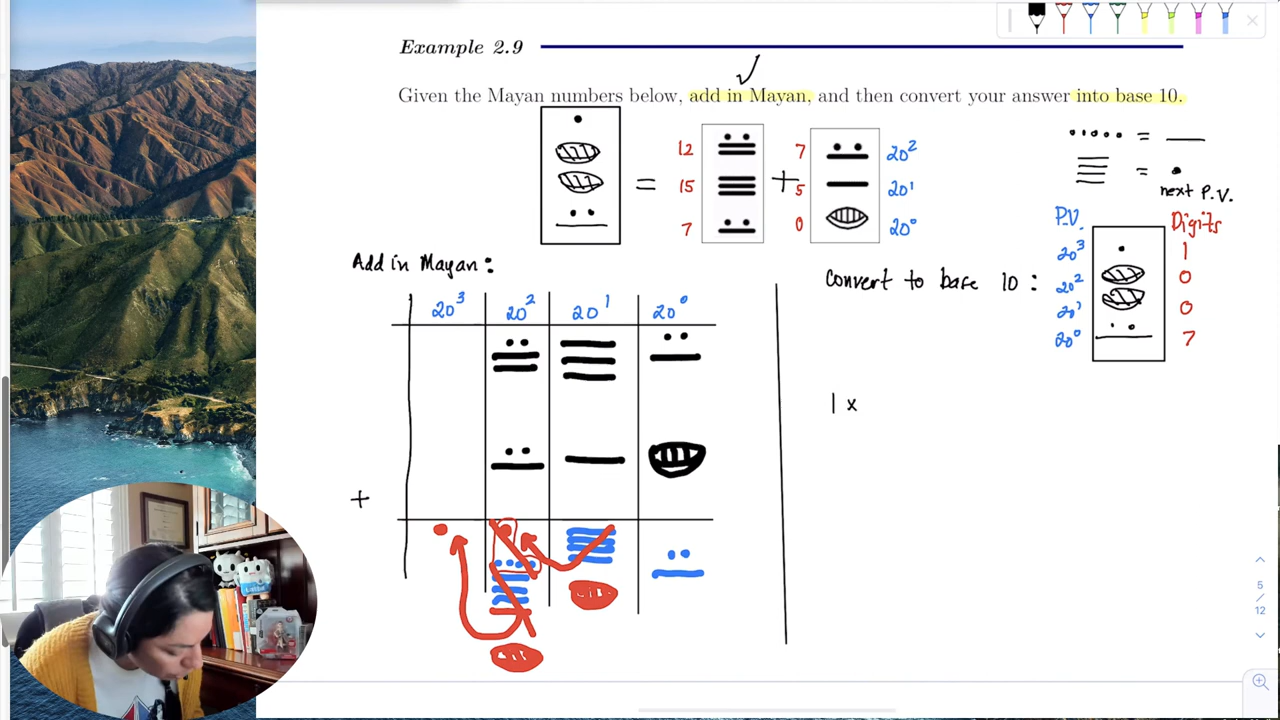 Example 2.9
Given the Mayan numbers below, add in Mayan, and then convert your answer into base 10.
= 12 + 7 20²
15 5 20¹
7 0 20⁰
=
=
next P.V.
P.V. Digits
20³ 1
20² 0
20¹ 0
20⁰ 7
Add in Mayan:
Convert to base 10:
20³ 20² 20¹ 20⁰
1 x
+
5
/
12